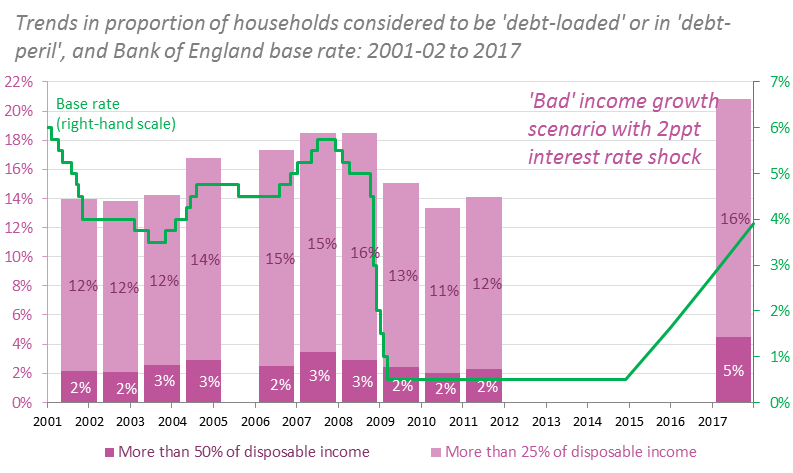 Trends in proportion of households considered to be 'debt-loaded' or in 'debt-
peril', and Bank of England base rate: 2001-02 to 2017
22%
20%
18%
16%
14%
12%
10%
8%
6%
4%
2%
0%
7%
6%
5%
4%
3%
2%
1%
0%
Base rate
(right-hand scale)
'Bad' income growth
scenario with 2ppt
interest rate shock
12% 12% 12% 14% 15% 15% 16% 13% 11% 12% 16%
2% 2% 3% 3% 2% 3% 3% 2% 2% 2% 5%
2001 2002 2003 2004 2005 2006 2007 2008 2009 2010 2011 2012 2013 2014 2015 2016 2017
More than 50% of disposable income More than 25% of disposable income